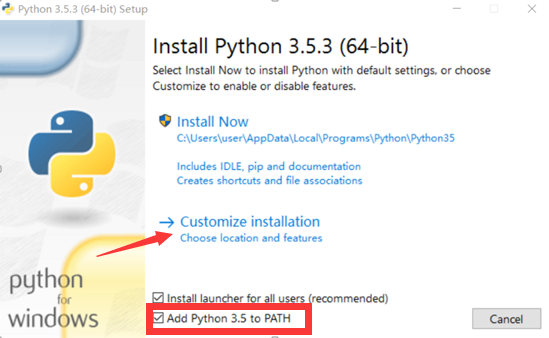 Python 3.5.3 (64-bit) Setup
Install Python 3.5.3 (64-bit)
Select Install Now to install Python with default settings, or choose
Customize to enable or disable features.
Install Now
C:\Users\user\AppData\Local\Programs\Python\Python35
Includes IDLE, pip and documentation
Creates shortcuts and file associations
Customize installation
Choose location and features
python
for
windows
Install launcher for all users (recommended)
Add Python 3.5 to PATH
Cancel